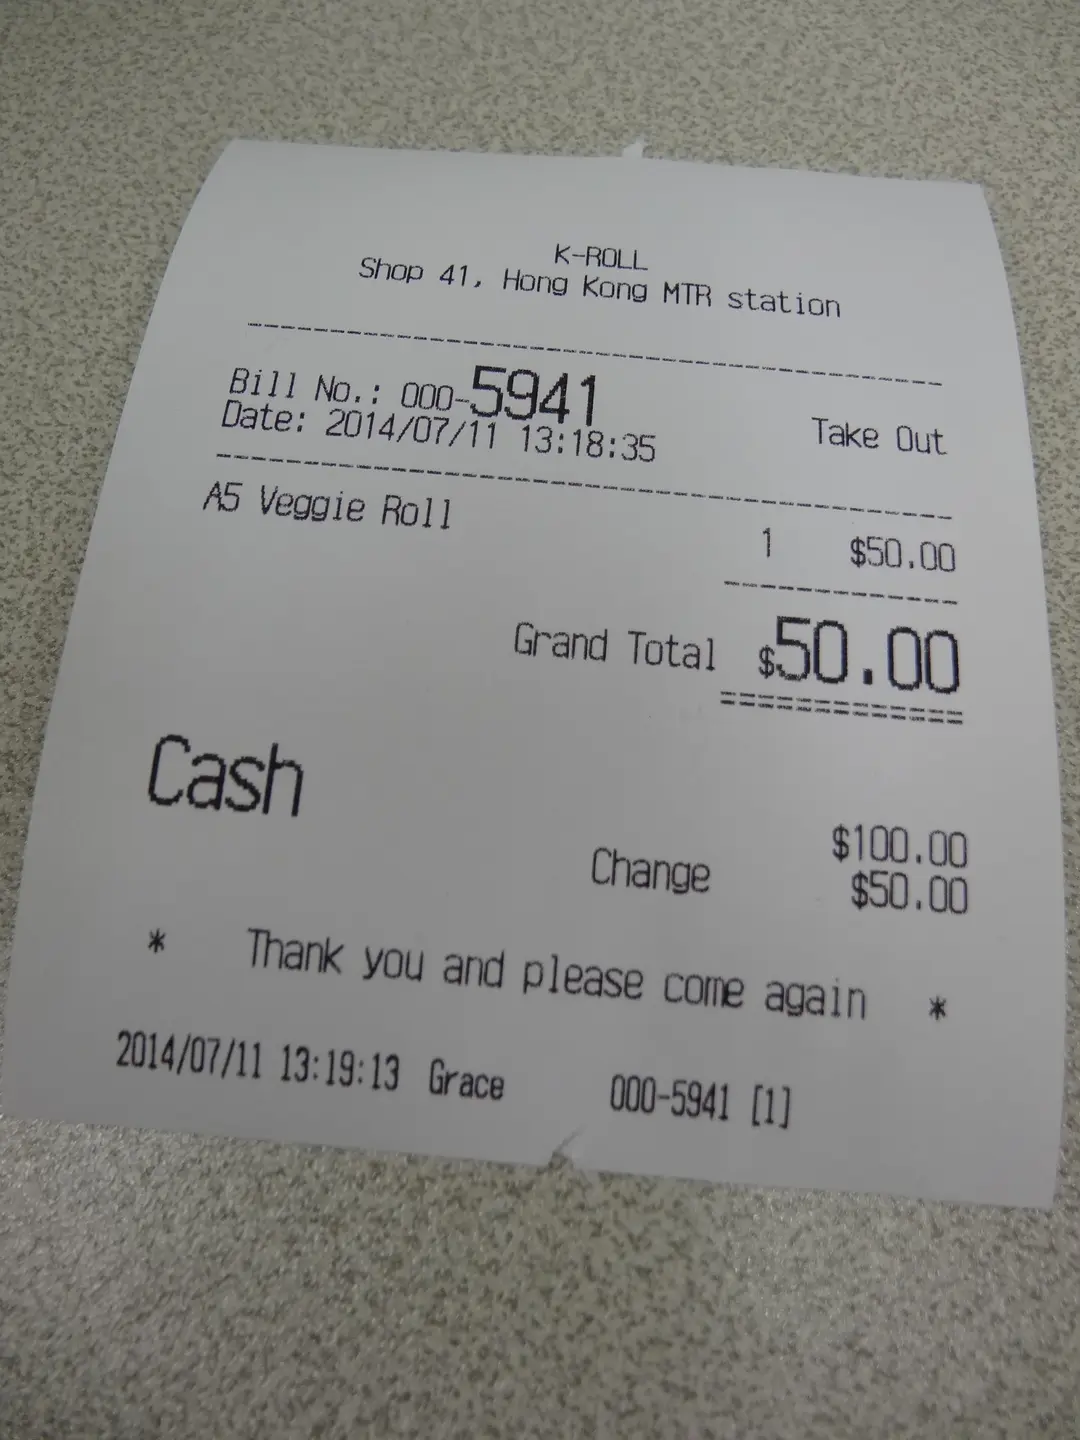 K-ROLL
Shop 41, Hong Kong MTR station
Bill No.: 000-5941
Date: 2014/07/11 13:18:35 Take Out
A5 Veggie Roll
1 $50.00
Grand Total $50.00
Cash
$100.00
Change $50.00
* Thank you and please come again *
2014/07/11 13:19:13 Grace 000-5941 [1]